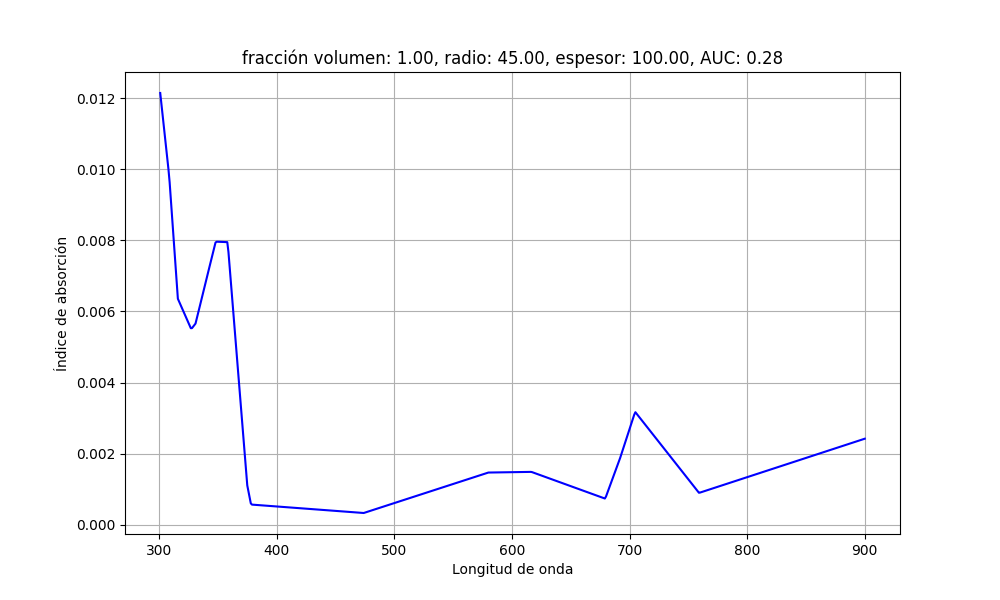 fracción volumen: 1.00, radio: 45.00, espesor: 100.00, AUC: 0.28
0.012
0.010
0.008
0.006
0.004
0.002
0.000
Índice de absorción
300 400 500 600 700 800 900
Longitud de onda